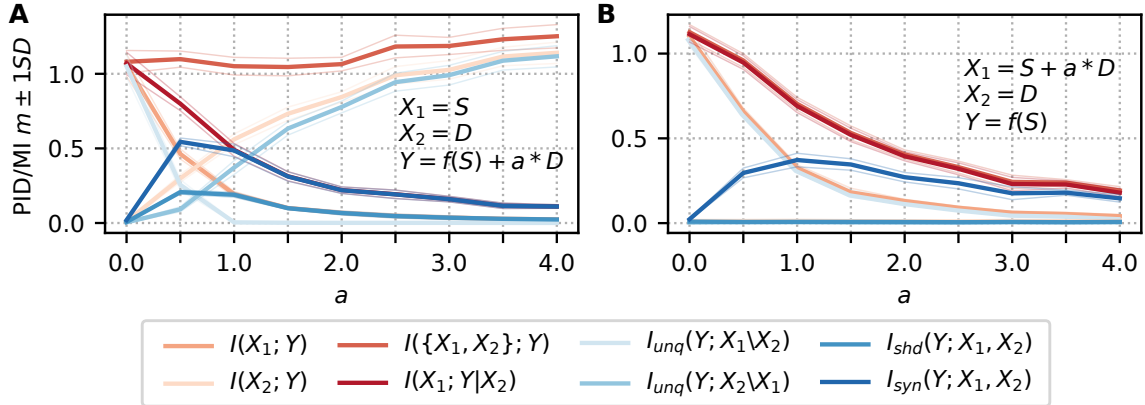 A
B
PID/MI m ± 1SD
1.0
0.5
0.0
X₁ = S
X₂ = D
Y = f(S) + a * D
0.0 1.0 2.0 3.0 4.0
a
1.0
0.5
0.0
X₁ = S + a * D
X₂ = D
Y = f(S)
0.0 1.0 2.0 3.0 4.0
a
I(X₁; Y) I({X₁, X₂}; Y) I_unq(Y; X₁\X₂) I_shd(Y; X₁, X₂)
I(X₂; Y) I(X₁; Y|X₂) I_unq(Y; X₂\X₁) I_syn(Y; X₁, X₂)